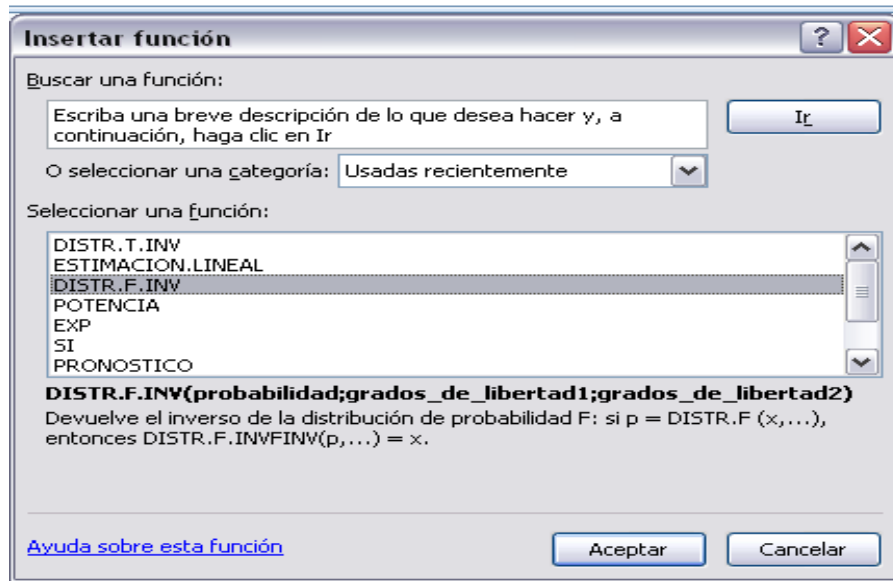 Insertar función
Buscar una función:
Escriba una breve descripción de lo que desea hacer y, a
continuación, haga clic en Ir
Ir
O seleccionar una categoría: Usadas recientemente
Seleccionar una función:
DISTR.T.INV
ESTIMACION.LINEAL
DISTR.F.INV
POTENCIA
EXP
SI
PRONOSTICO
DISTR.F.INV(probabilidad;grados_de_libertad1;grados_de_libertad2)
Devuelve el inverso de la distribución de probabilidad F: si p = DISTR.F (x,...),
entonces DISTR.F.INVFINV(p,...) = x.
Ayuda sobre esta función
Aceptar
Cancelar